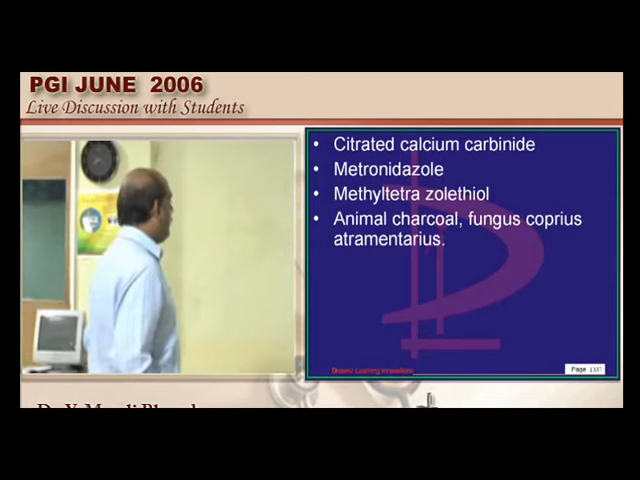 PGI JUNE 2006
Live Discussion with Students
• Citrated calcium carbinide
• Metronidazole
• Methyltetra zolethiol
• Animal charcoal, fungus coprius
atramentarius.
Page 1337